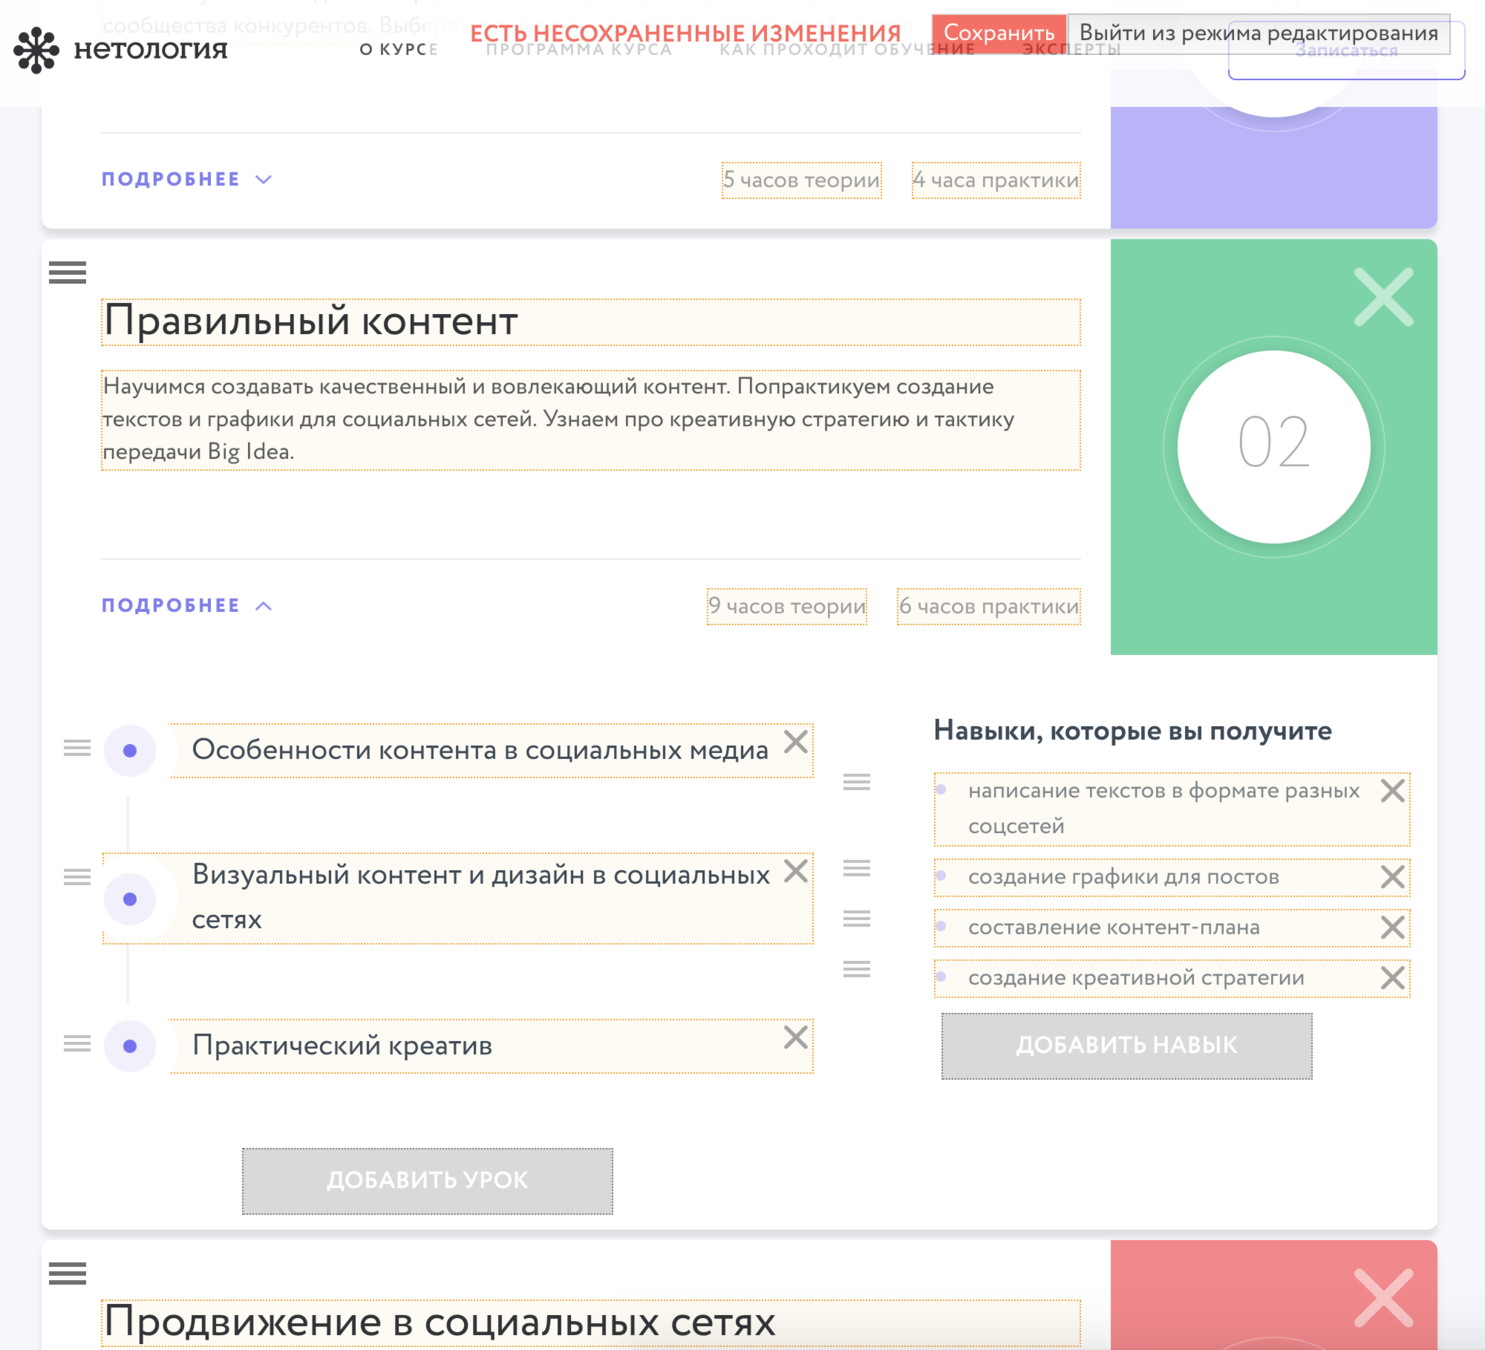 сообщества конкурентов.
нетология
О КУРСЕ
ПРОГРАММА КУРСА
КАК ПРОХОДИТ ОБУЧЕНИЕ
ЭКСПЕРТЫ
ЕСТЬ НЕСОХРАНЕННЫЕ ИЗМЕНЕНИЯ
Сохранить
Выйти из режима редактирования
Записаться
ПОДРОБНЕЕ
5 часов теории
4 часа практики
Правильный контент
Научимся создавать качественный и вовлекающий контент. Попрактикуем создание
текстов и графики для социальных сетей. Узнаем про креативную стратегию и тактику
передачи Big Idea.
02
ПОДРОБНЕЕ
9 часов теории
6 часов практики
Особенности контента в социальных медиа
Визуальный контент и дизайн в социальных
сетях
Практический креатив
ДОБАВИТЬ УРОК
Навыки, которые вы получите
написание текстов в формате разных
соцсетей
создание графики для постов
составление контент-плана
создание креативной стратегии
ДОБАВИТЬ НАВЫК
Продвижение в социальных сетях